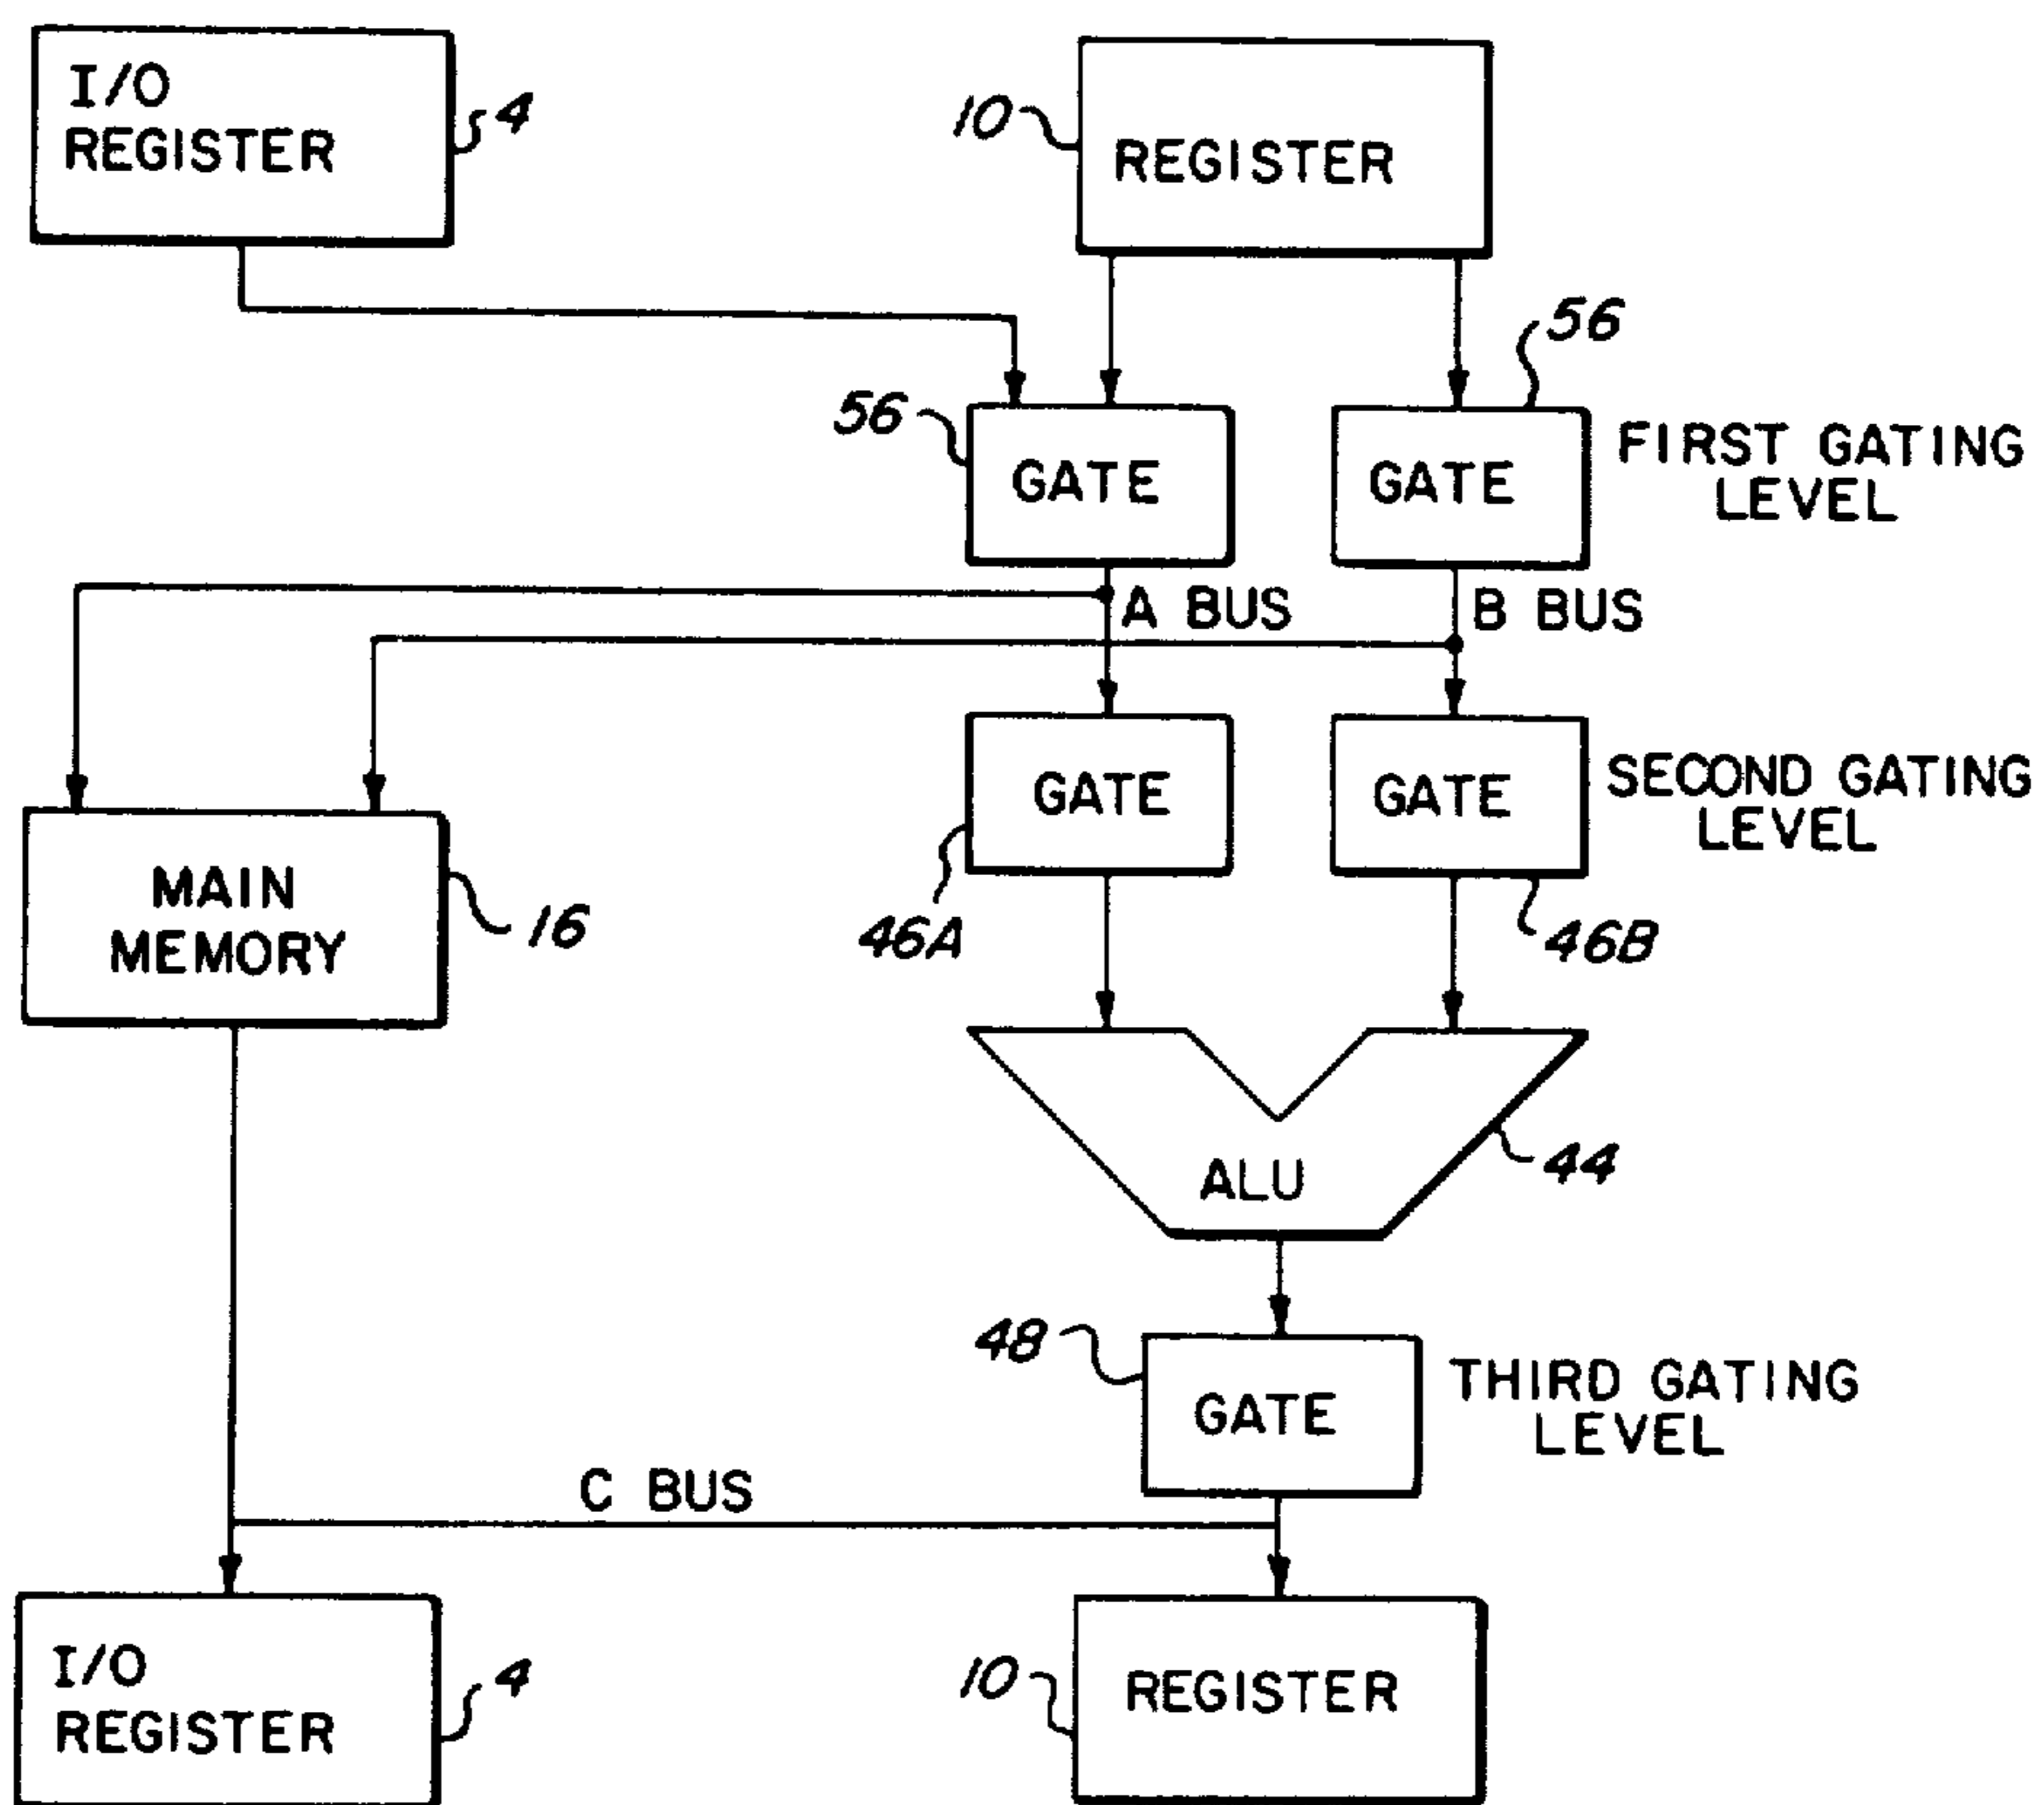 I/O
REGISTER
4
10
REGISTER
56
56
GATE
GATE
FIRST GATING
LEVEL
A BUS
B BUS
GATE
GATE
SECOND GATING
LEVEL
MAIN
MEMORY
16
46A
46B
ALU
44
48
GATE
THIRD GATING
LEVEL
C BUS
I/O
REGISTER
4
10
REGISTER